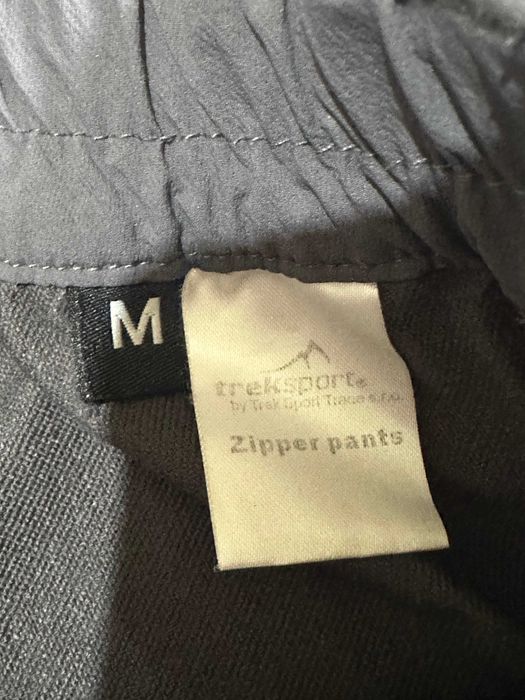 M
treksport®
by Trek Sport Trade s.r.o.
Zipper pants